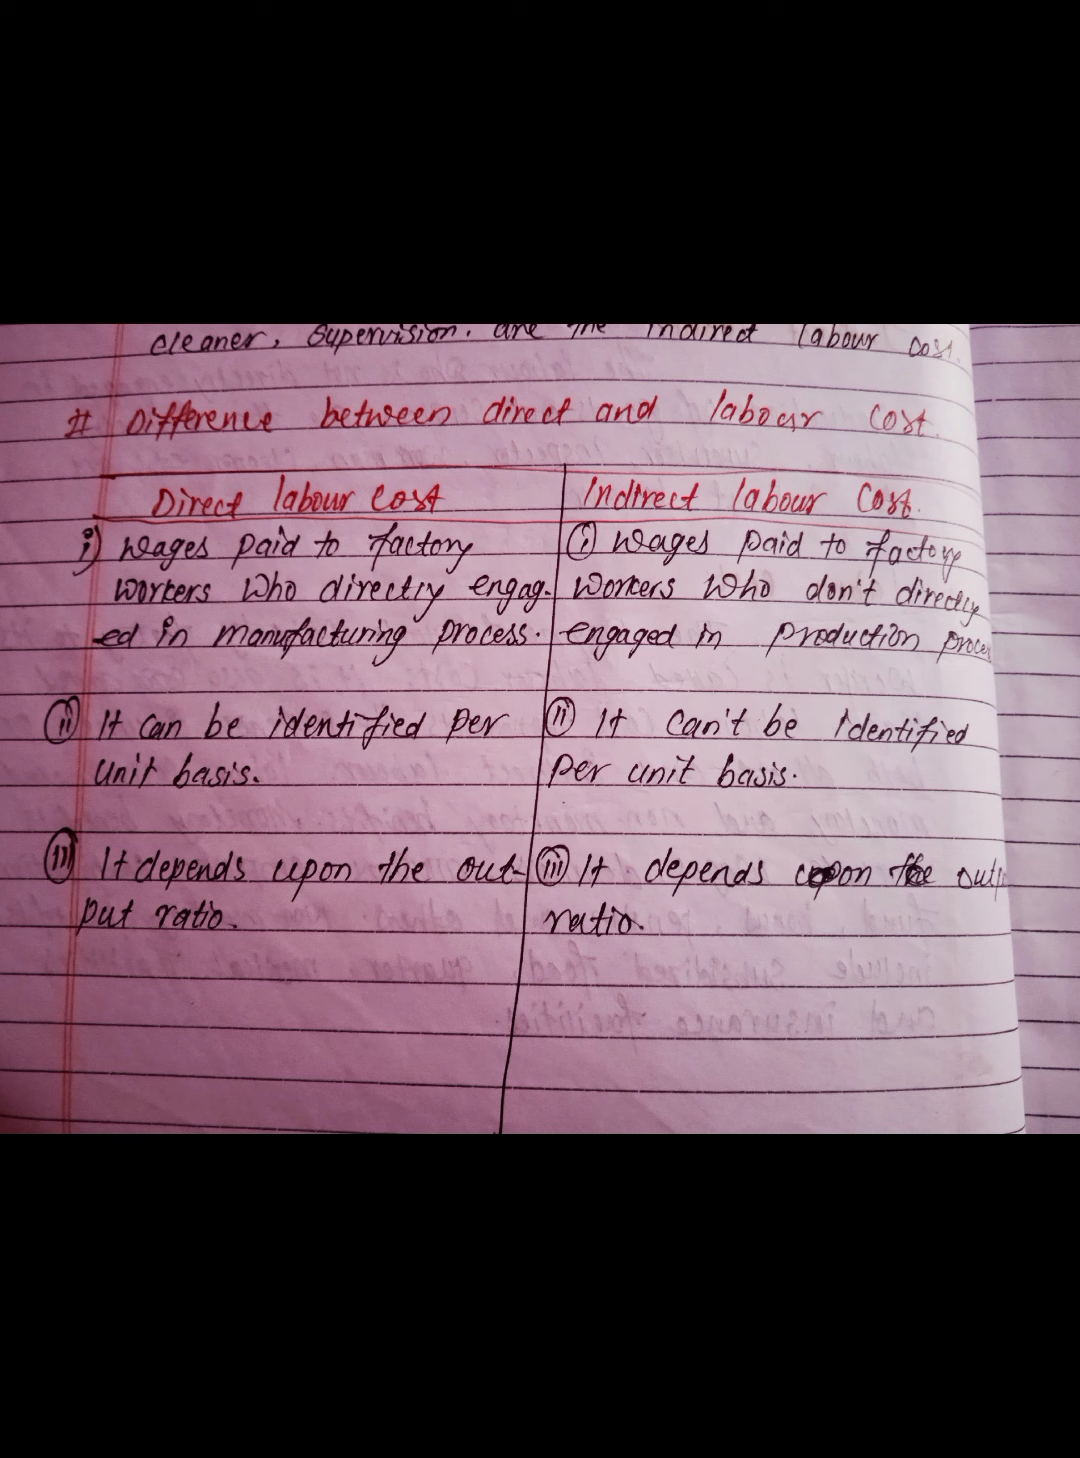 cleaner, Supervision. are the indirect labour cost.
# Difference between direct and labour cost.
Direct labour cost
Indirect labour cost.
i) wages paid to factory
workers who directly engag-
ed in manufacturing process.
(i) wages paid to factory
workers who don't directly
engaged in production
(ii) It can be identified per
unit basis.
(ii) It can't be identified
per unit basis.
(iii) It depends upon the out-
put ratio.
(iii) It depends upon the
ratio.